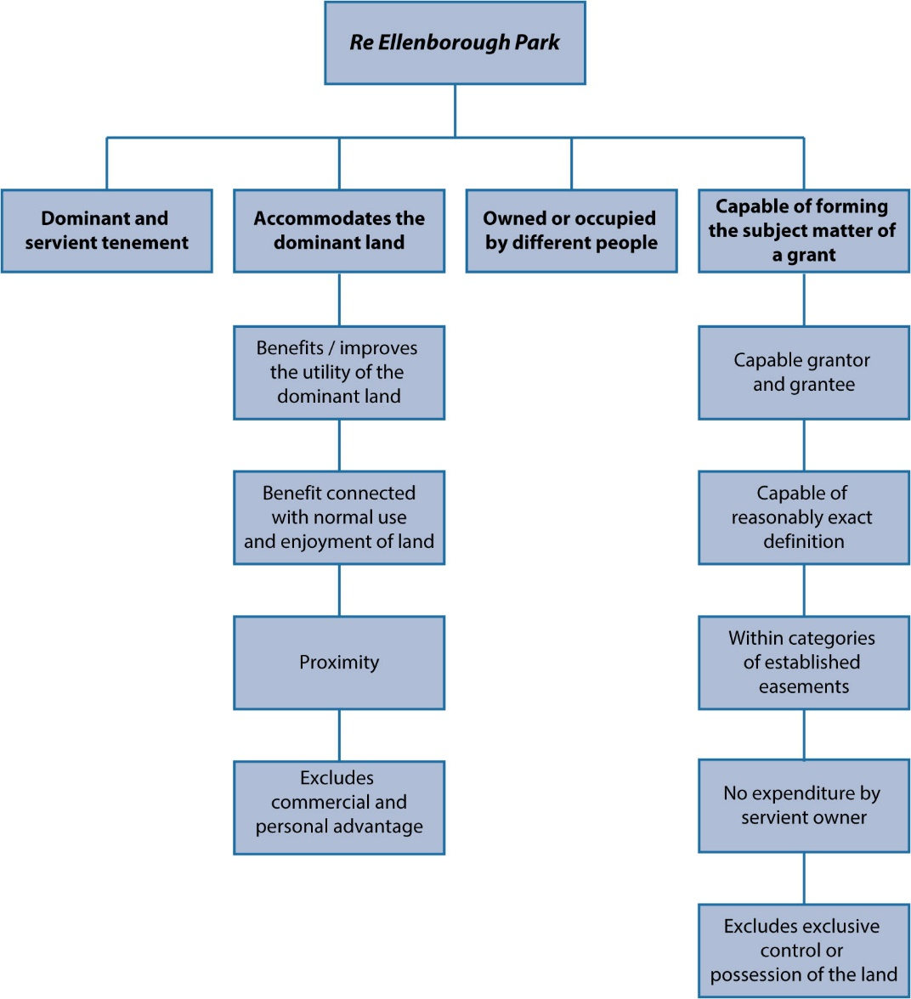 Re Ellenborough Park
Dominant and
servient tenement
Accommodates the
dominant land
Owned or occupied
by different people
Capable of forming
the subject matter of
a grant
Benefits / improves
the utility of the
dominant land
Benefit connected
with normal use
and enjoyment of land
Proximity
Excludes
commercial and
personal advantage
Capable grantor
and grantee
Capable of
reasonably exact
definition
Within categories
of established
easements
No expenditure by
servient owner
Excludes exclusive
control or
possession of the land